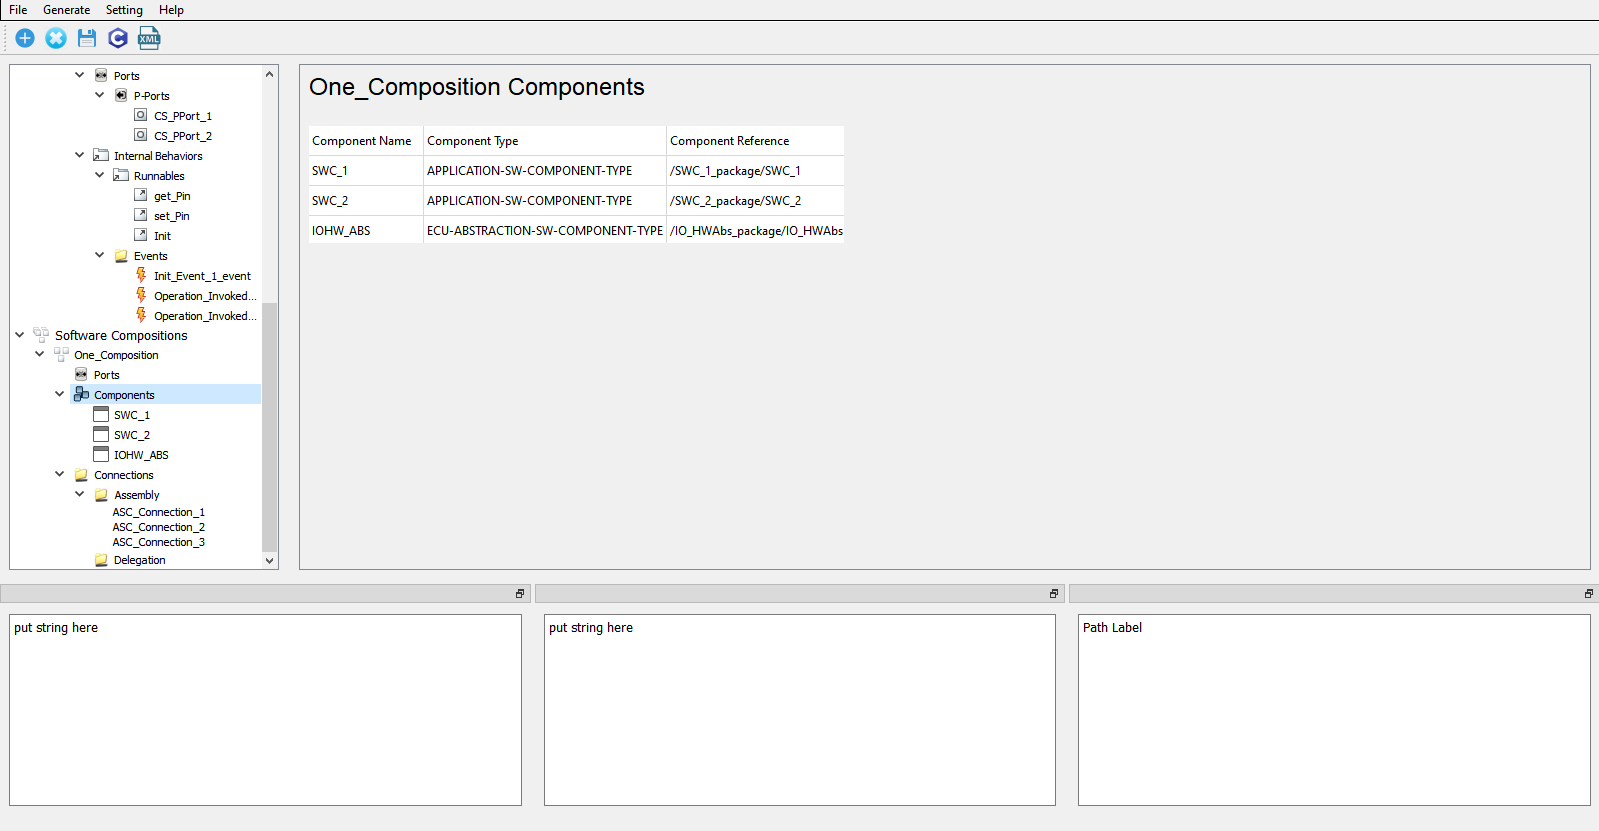 File Generate Setting Help
C XML
Ports
P-Ports
CS_PPort_1
CS_PPort_2
Internal Behaviors
Runnables
get_Pin
set_Pin
Init
Events
Init_Event_1_event
Operation_Invoked...
Operation_Invoked...
Software Compositions
One_Composition
Ports
Components
SWC_1
SWC_2
IOHW_ABS
Connections
Assembly
ASC_Connection_1
ASC_Connection_2
ASC_Connection_3
Delegation
One_Composition Components
Component Name Component Type Component Reference
SWC_1 APPLICATION-SW-COMPONENT-TYPE /SWC_1_package/SWC_1
SWC_2 APPLICATION-SW-COMPONENT-TYPE /SWC_2_package/SWC_2
IOHW_ABS ECU-ABSTRACTION-SW-COMPONENT-TYPE /IO_HWAbs_package/IO_HWAbs
put string here
put string here
Path Label